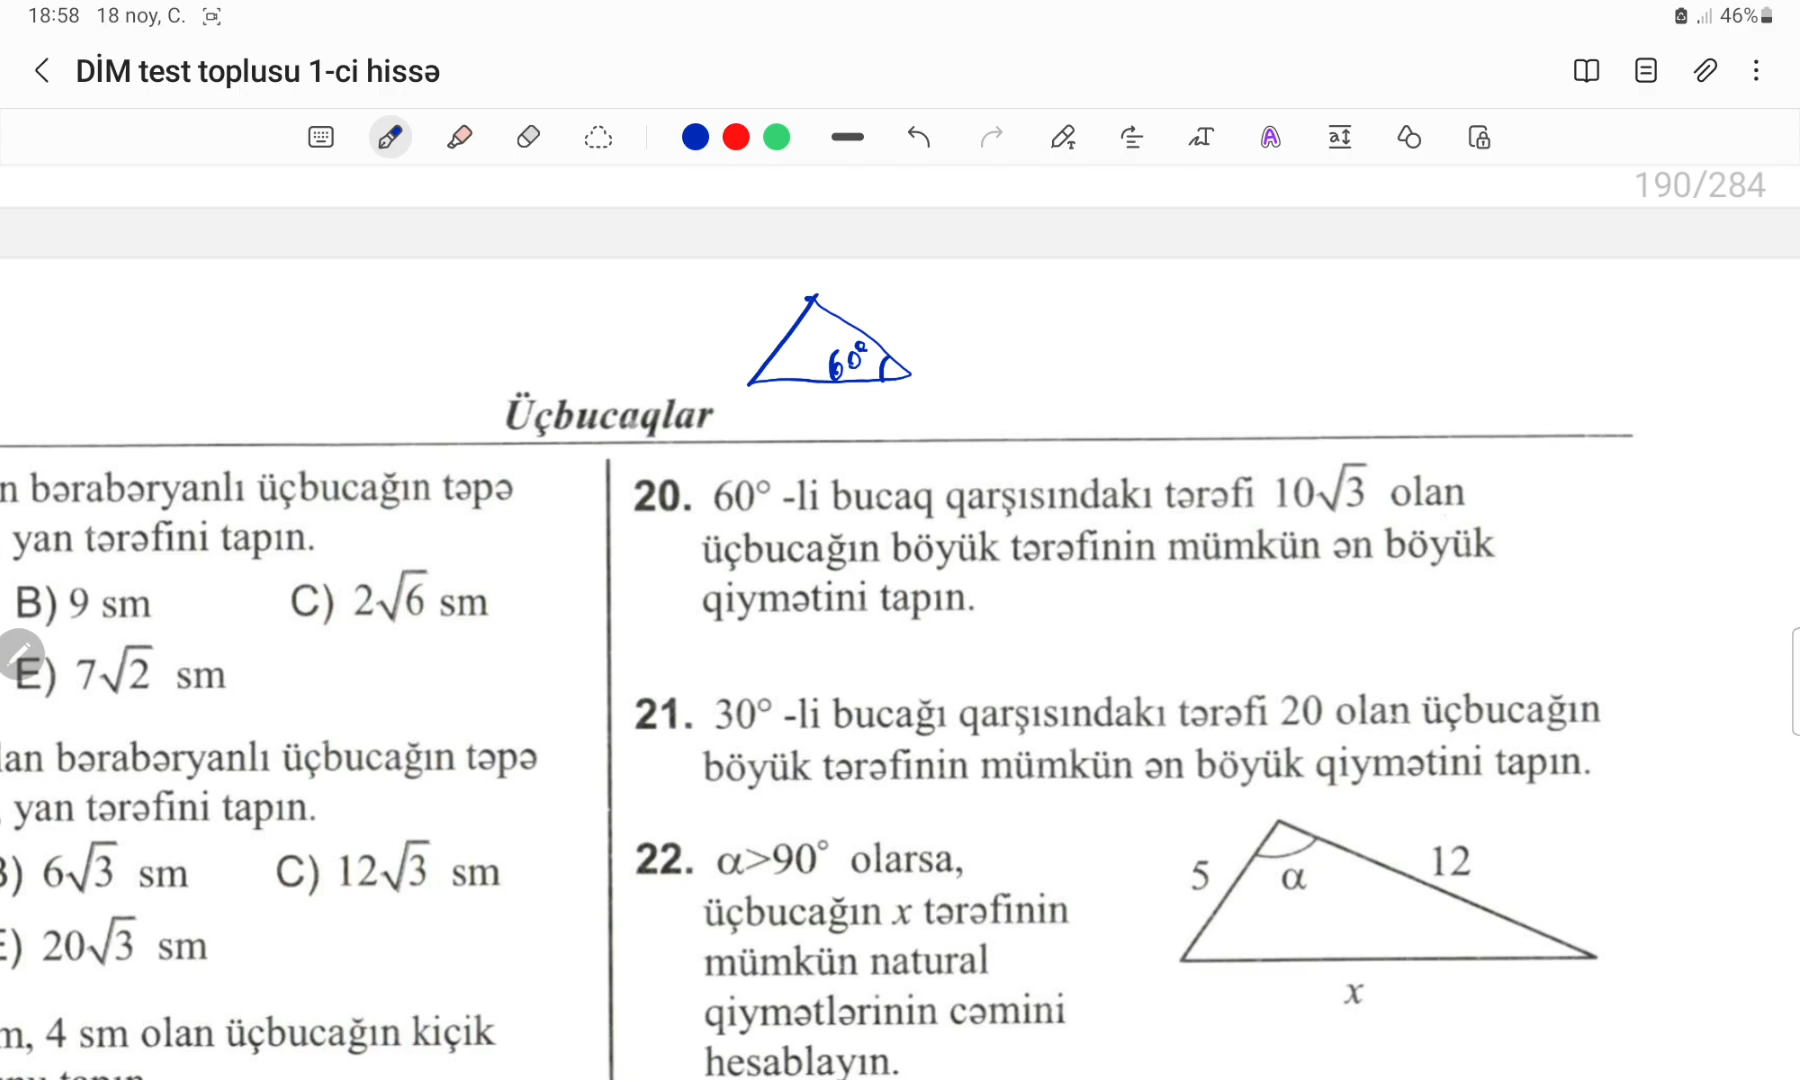 18:58 18 noy, C.
46%
DİM test toplusu 1-ci hissə
190/284
60°
Üçbucaqlar
n bərabəryanlı üçbucağın təpə
yan tərəfini tapın.
B) 9 sm C) 2√6 sm
E) 7√2 sm
lan bərabəryanlı üçbucağın təpə
yan tərəfini tapın.
B) 6√3 sm C) 12√3 sm
E) 20√3 sm
m, 4 sm olan üçbucağın kiçik
20. 60° -li bucaq qarşısındakı tərəfi 10√3 olan
üçbucağın böyük tərəfinin mümkün ən böyük
qiymətini tapın.
21. 30° -li bucağı qarşısındakı tərəfi 20 olan üçbucağın
böyük tərəfinin mümkün ən böyük qiymətini tapın.
22. α>90° olarsa,
üçbucağın x tərəfinin
mümkün natural
qiymətlərinin cəmini
hesablayın.
5 α 12
x